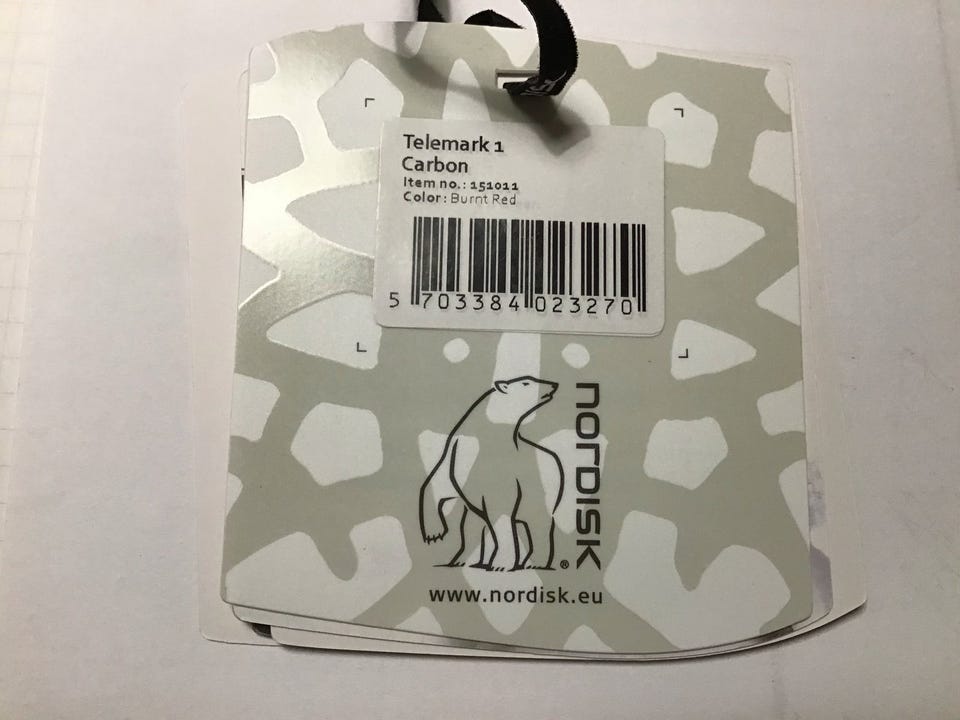 Telemark 1
Carbon
Item no.: 151011
Color: Burnt Red
5 703384 023270
NORDISK
®
www.nordisk.eu